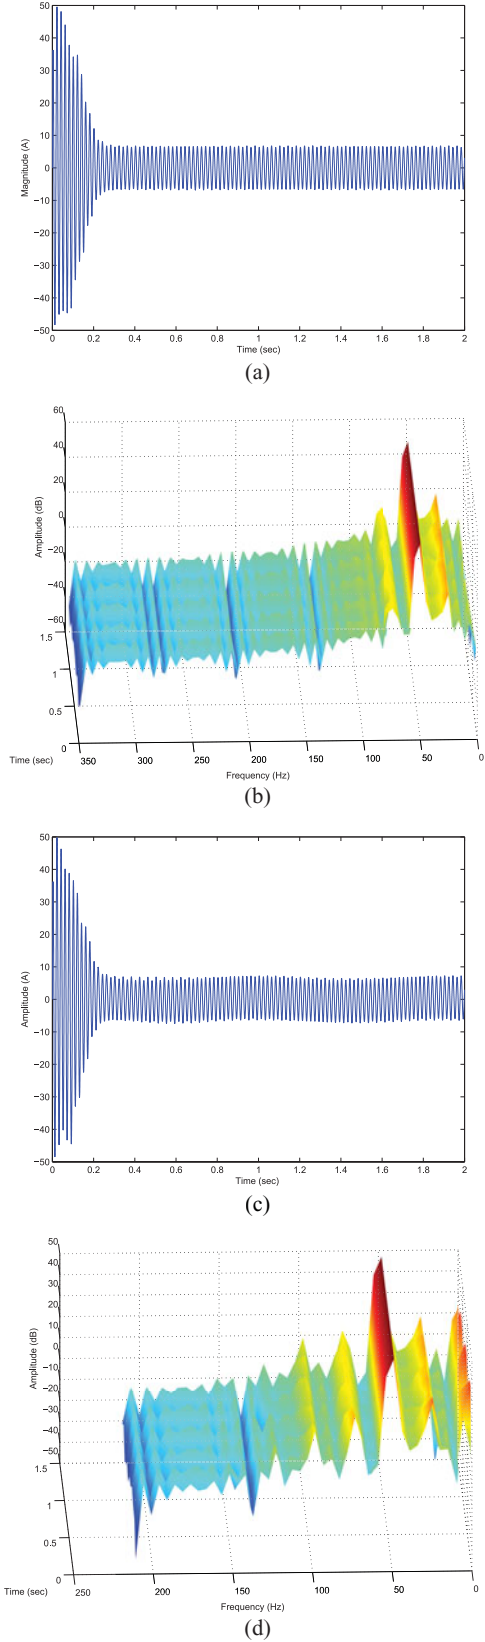 50
40
30
20
10
0
−10
−20
−30
−40
−50
Magnitude (A)
0 0.2 0.4 0.6 0.8 1 1.2 1.4 1.6 1.8 2
Time (sec)
(a)
60
40
20
0
−20
−40
−60
Amplitude (dB)
1.5
1
0.5
0
Time (sec)
350 300 250 200 150 100 50 0
Frequency (Hz)
(b)
50
40
30
20
10
0
−10
−20
−30
−40
−50
Amplitude (A)
0 0.2 0.4 0.6 0.8 1 1.2 1.4 1.6 1.8 2
Time (sec)
(c)
50
40
30
20
10
0
−10
−20
−30
−40
−50
Amplitude (dB)
1.5
1
0.5
0
Time (sec)
250 200 150 100 50 0
Frequency (Hz)
(d)